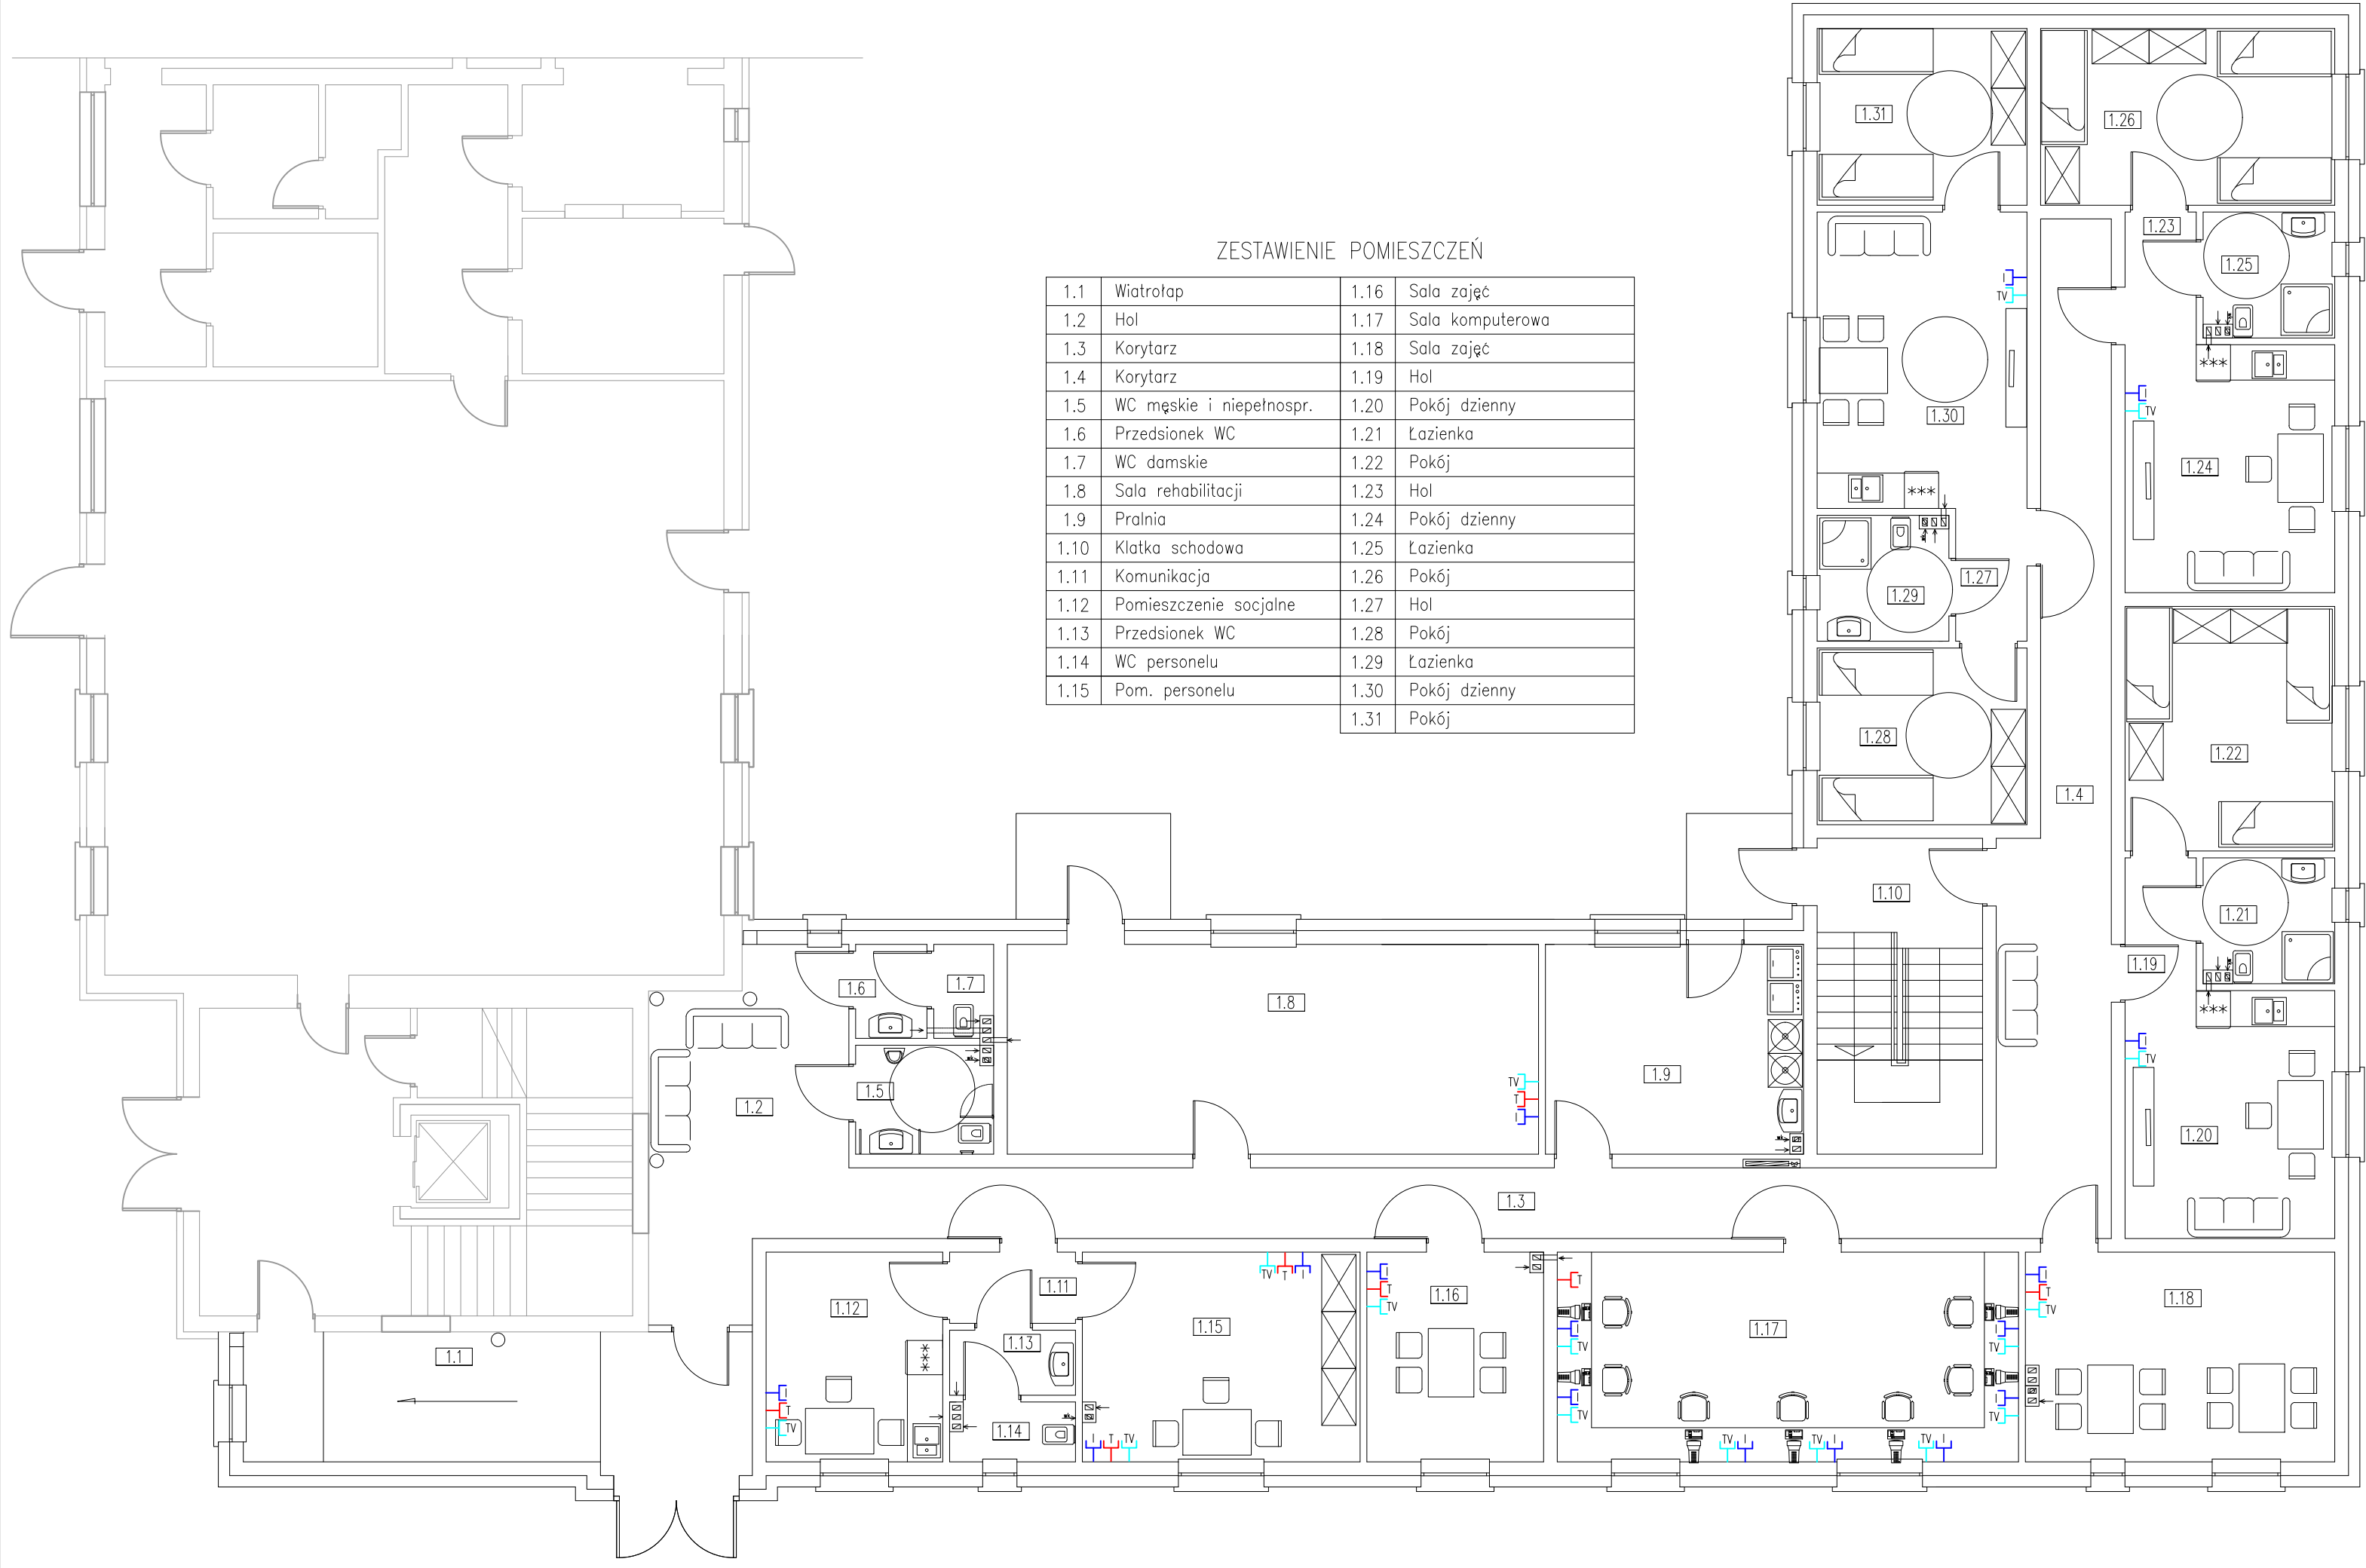 1.31
1.26
1.23
1.25
ZESTAWIENIE POMIESZCZEŃ
1.1 Wiatrołap 1.16 Sala zajęć
1.2 Hol 1.17 Sala komputerowa
1.3 Korytarz 1.18 Sala zajęć
1.4 Korytarz 1.19 Hol
1.5 WC męskie i niepełnospr. 1.20 Pokój dzienny
1.6 Przedsionek WC 1.21 Łazienka
1.7 WC damskie 1.22 Pokój
1.8 Sala rehabilitacji 1.23 Hol
1.9 Pralnia 1.24 Pokój dzienny
1.10 Klatka schodowa 1.25 Łazienka
1.11 Komunikacja 1.26 Pokój
1.12 Pomieszczenie socjalne 1.27 Hol
1.13 Przedsionek WC 1.28 Pokój
1.14 WC personelu 1.29 Łazienka
1.15 Pom. personelu 1.30 Pokój dzienny
1.31 Pokój
I
TV
***
I
TV
1.30
1.24
***
1.27
1.29
1.28
1.22
1.4
1.10
1.21
1.19
1.6
1.7
1.8
***
I
TV
1.9
TV
T
I
1.5
1.2
1.20
1.3
TV T I
I
T
TV
T
I
T
TV
1.11
1.12
1.16
1.18
1.15
1.17
1.13
***
1.1
I
TV
I
TV
I
T
TV
I
TV
I
TV
1.14
I T TV
TV I
TV I
TV I